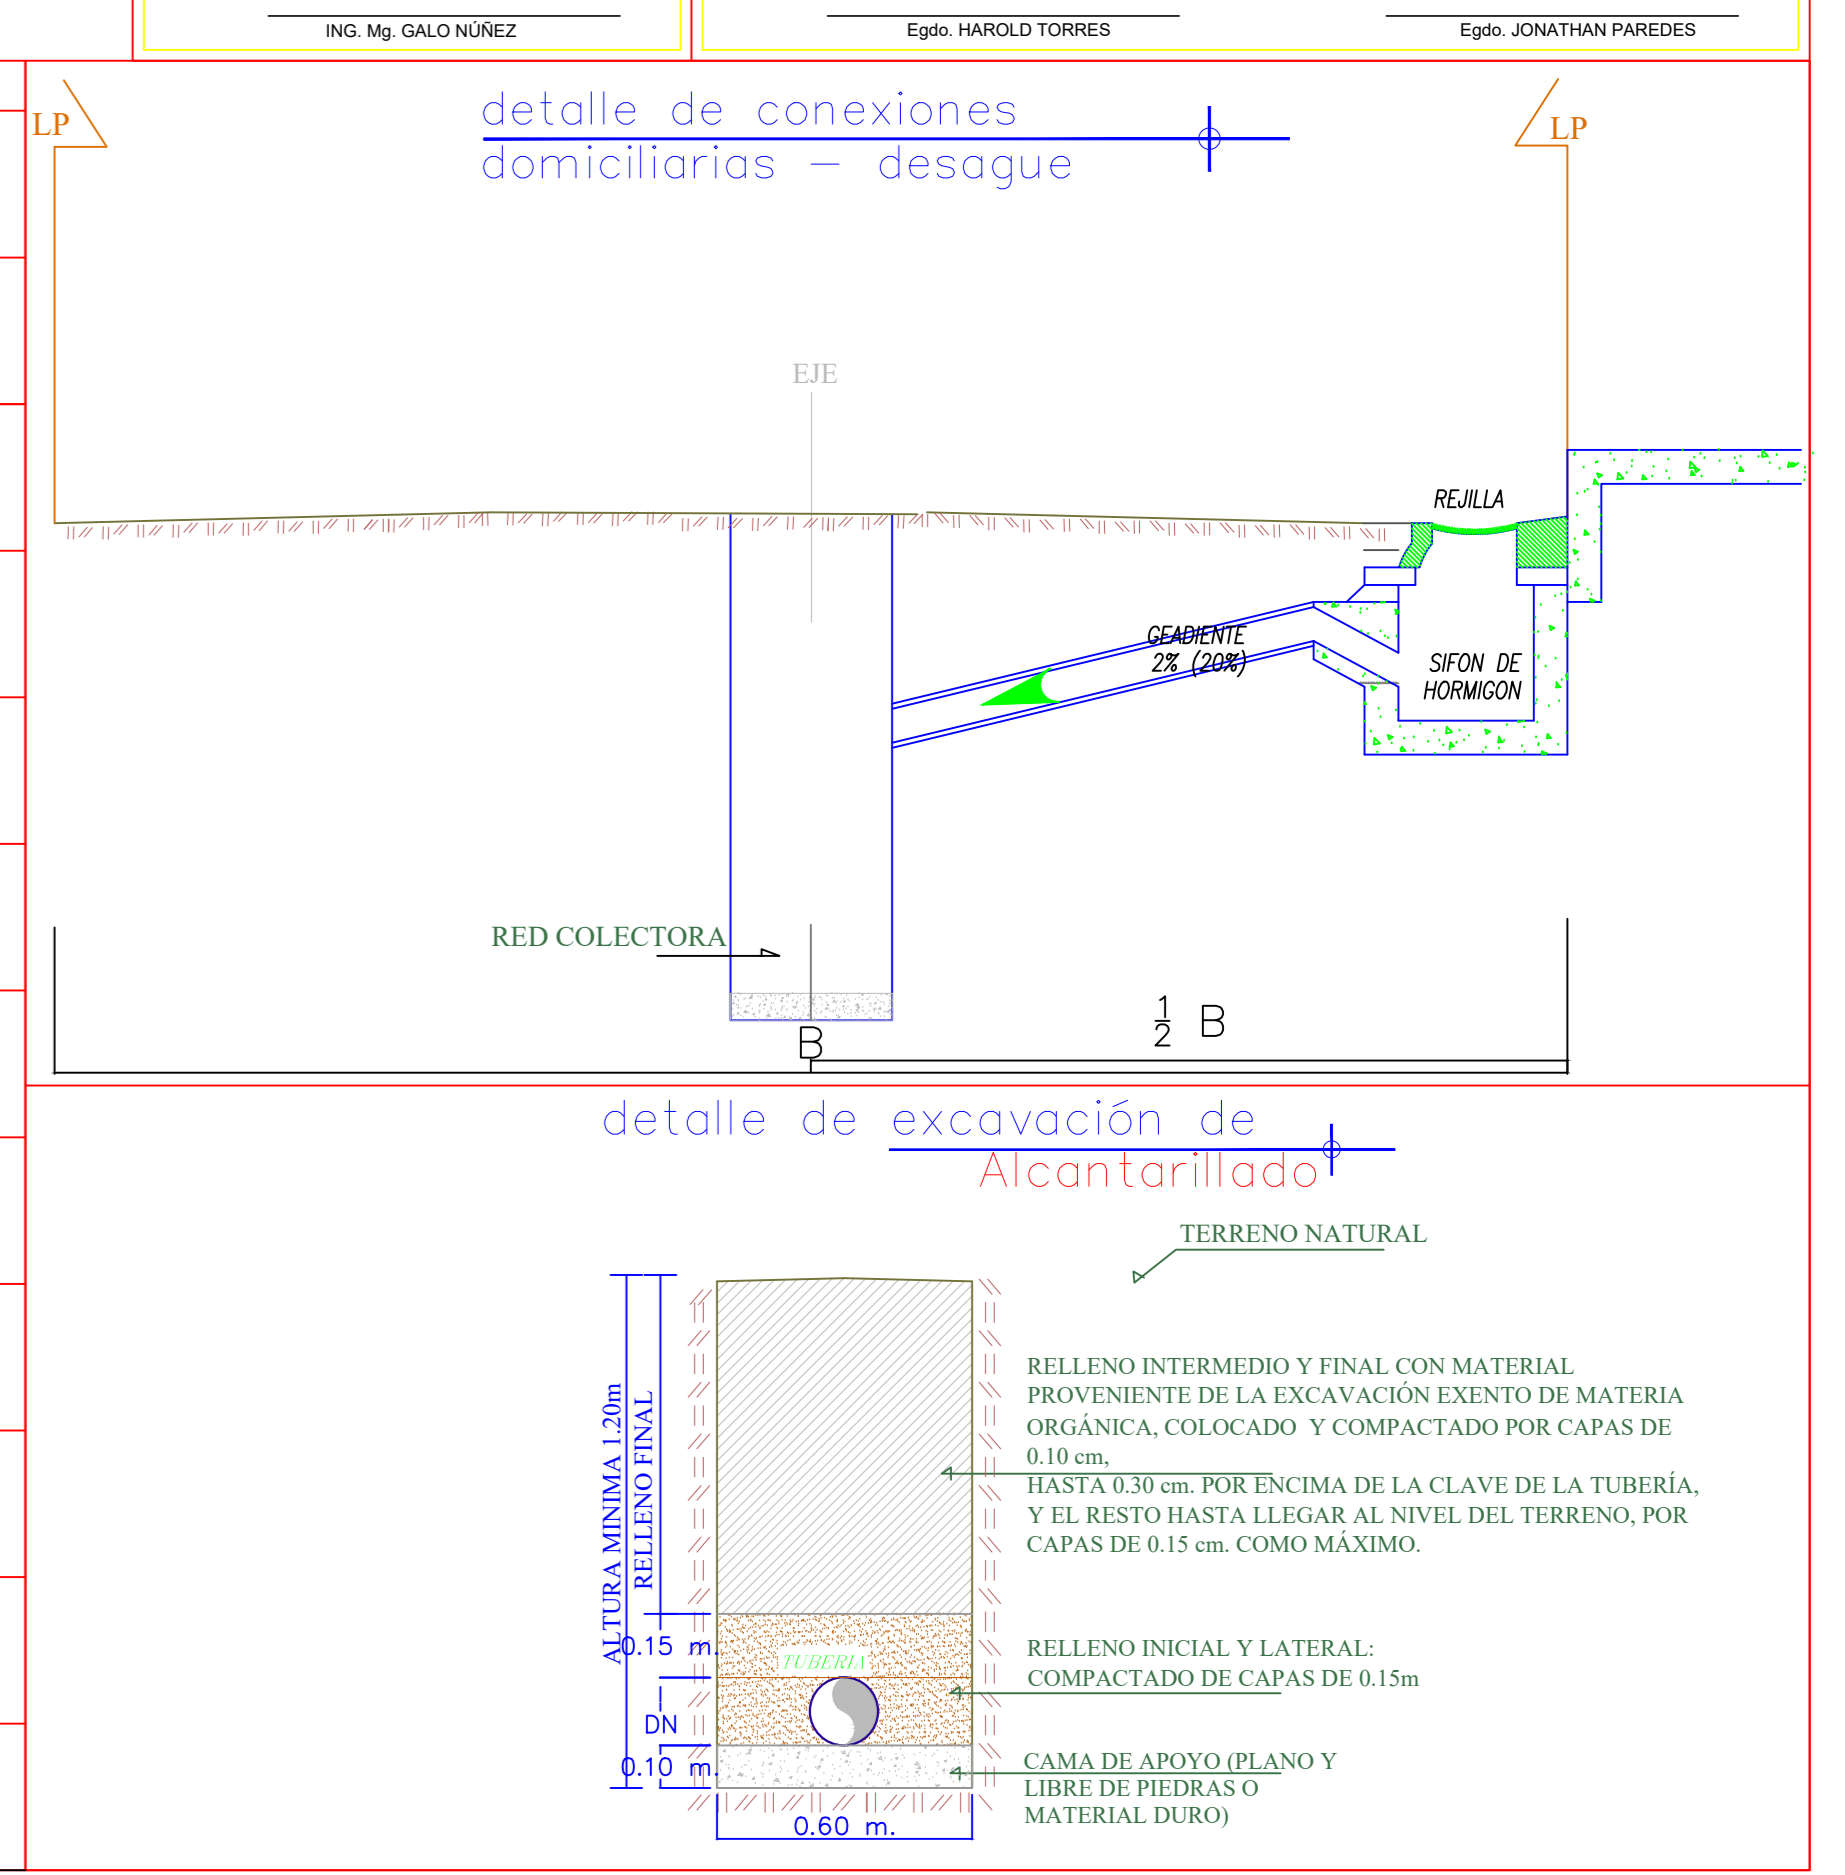 ING. Mg. GALO NÚÑEZ
Egdo. HAROLD TORRES
Egdo. JONATHAN PAREDES
LP
LP
detalle de conexiones
domiciliarias - desague
EJE
REJILLA
GEADIENTE
2% (20%)
SIFON DE
HORMIGON
RED COLECTORA
B
1/2 B
detalle de excavación de
Alcantarillado
TERRENO NATURAL
ALTURA MINIMA 1.20m
RELLENO FINAL
RELLENO INTERMEDIO Y FINAL CON MATERIAL
PROVENIENTE DE LA EXCAVACIÓN EXENTO DE MATERIA
ORGÁNICA, COLOCADO Y COMPACTADO POR CAPAS DE
0.10 cm,
HASTA 0.30 cm. POR ENCIMA DE LA CLAVE DE LA TUBERÍA,
Y EL RESTO HASTA LLEGAR AL NIVEL DEL TERRENO, POR
CAPAS DE 0.15 cm. COMO MÁXIMO.
0.15 m.
TUBERIA
RELLENO INICIAL Y LATERAL:
COMPACTADO DE CAPAS DE 0.15m
DN
0.10 m.
CAMA DE APOYO (PLANO Y
LIBRE DE PIEDRAS O
MATERIAL DURO)
0.60 m.